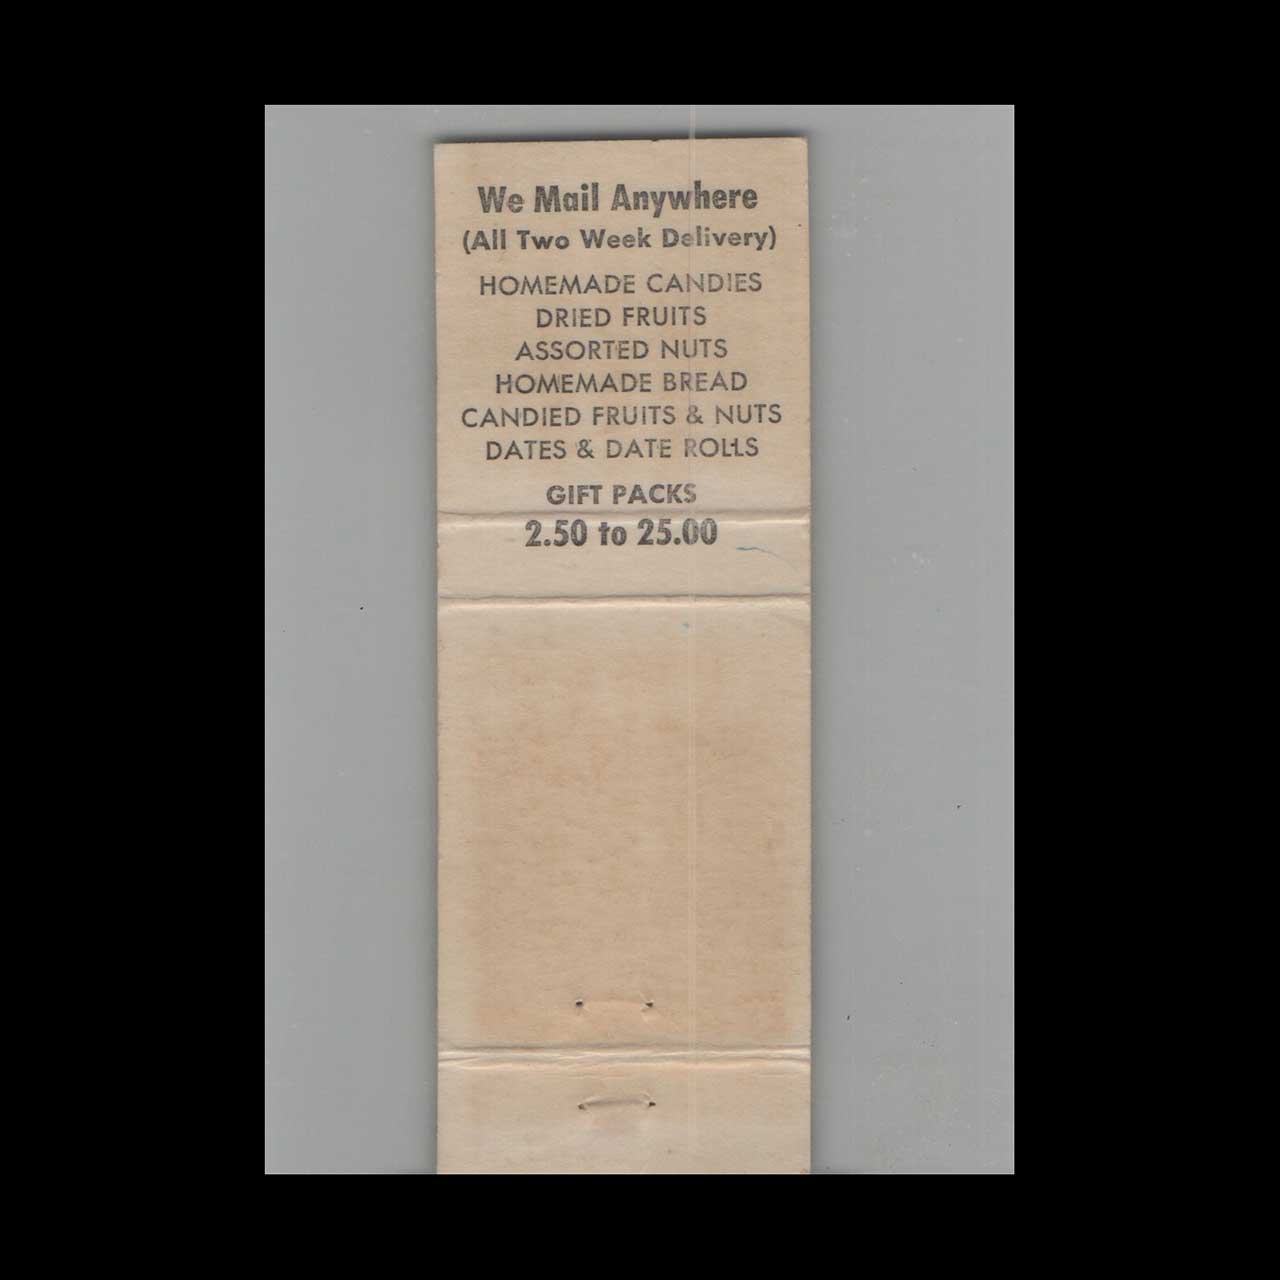 We Mail Anywhere
(All Two Week Delivery)
HOMEMADE CANDIES
DRIED FRUITS
ASSORTED NUTS
HOMEMADE BREAD
CANDIED FRUITS & NUTS
DATES & DATE ROLLS
GIFT PACKS
2.50 to 25.00